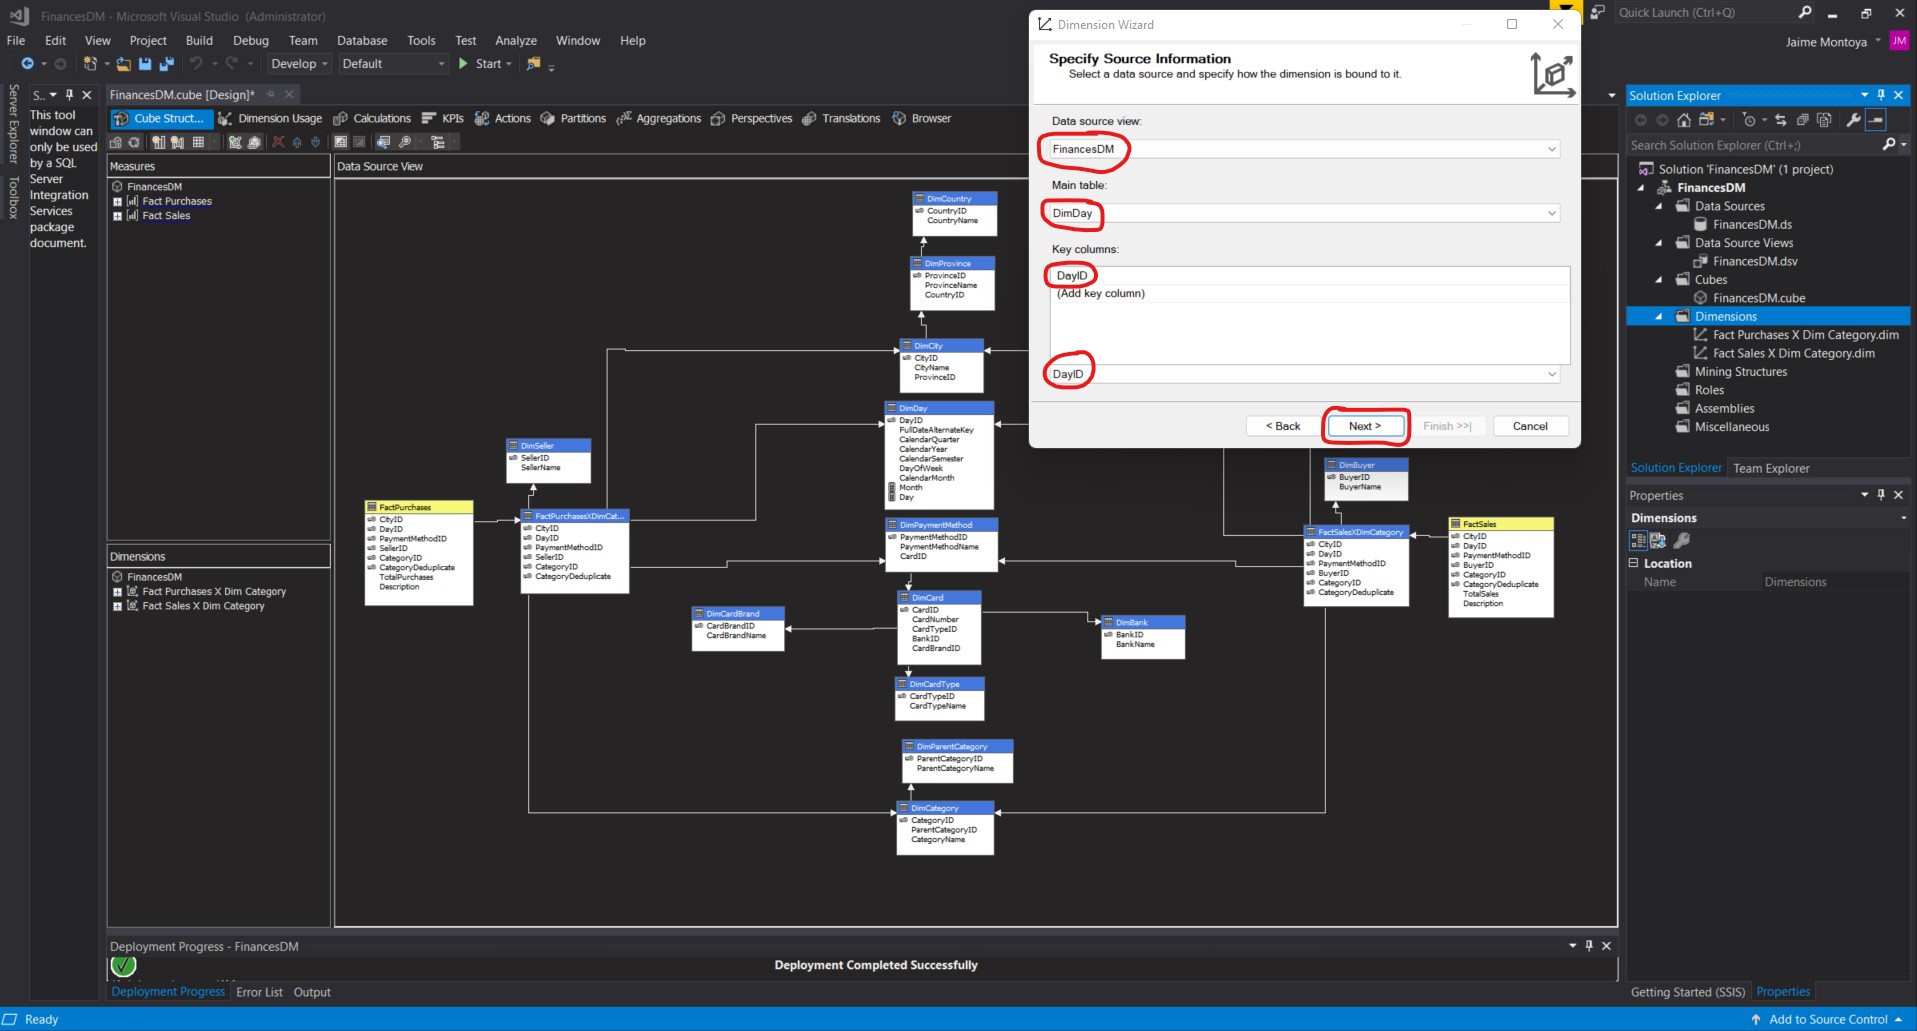 FinancesDM - Microsoft Visual Studio (Administrator)
Quick Launch (Ctrl+Q)
File Edit View Project Build Debug Team Database Tools Test Analyze Window Help
Jaime Montoya JM
Develop Default Start
Server Explorer
Toolbox
S..
This tool
window can
only be used
by a SQL
Server
Integration
Services
package
document.
FinancesDM.cube [Design]*
Cube Struct... Dimension Usage Calculations KPIs Actions Partitions Aggregations Perspectives Translations Browser
Measures
FinancesDM
Fact Purchases
Fact Sales
Dimensions
FinancesDM
Fact Purchases X Dim Category
Fact Sales X Dim Category
Data Source View
DimCountry
CountryID
CountryName
DimProvince
ProvinceID
ProvinceName
CountryID
DimCity
CityID
CityName
ProvinceID
DimDay
DayID
FullDateAlternateKey
CalendarQuarter
CalendarYear
CalendarSemester
DayOfWeek
CalendarMonth
Month
Day
DimSeller
SellerID
SellerName
FactPurchases
CityID
DayID
PaymentMethodID
SellerID
CategoryID
CategoryDeduplicate
TotalPurchases
Description
FactPurchasesXDimCat...
CityID
DayID
PaymentMethodID
SellerID
CategoryID
CategoryDeduplicate
DimPaymentMethod
PaymentMethodID
PaymentMethodName
CardID
DimCardBrand
CardBrandID
CardBrandName
DimCard
CardID
CardNumber
CardTypeID
BankID
CardBrandID
DimBank
BankID
BankName
DimCardType
CardTypeID
CardTypeName
DimParentCategory
ParentCategoryID
ParentCategoryName
DimCategory
CategoryID
ParentCategoryID
CategoryName
DimBuyer
BuyerID
BuyerName
FactSalesXDimCategory
CityID
DayID
PaymentMethodID
BuyerID
CategoryID
CategoryDeduplicate
FactSales
CityID
DayID
PaymentMethodID
BuyerID
CategoryID
CategoryDeduplicate
TotalSales
Description
Dimension Wizard
Specify Source Information
Select a data source and specify how the dimension is bound to it.
Data source view:
FinancesDM
Main table:
DimDay
Key columns:
DayID
(Add key column)
DayID
< Back Next > Finish >>| Cancel
Solution Explorer
Search Solution Explorer (Ctrl+;)
Solution 'FinancesDM' (1 project)
FinancesDM
Data Sources
FinancesDM.ds
Data Source Views
FinancesDM.dsv
Cubes
FinancesDM.cube
Dimensions
Fact Purchases X Dim Category.dim
Fact Sales X Dim Category.dim
Mining Structures
Roles
Assemblies
Miscellaneous
Solution Explorer Team Explorer
Properties
Dimensions
Location
Name Dimensions
Deployment Progress - FinancesDM
Deployment Completed Successfully
Deployment Progress Error List Output
Getting Started (SSIS) Properties
Ready
Add to Source Control